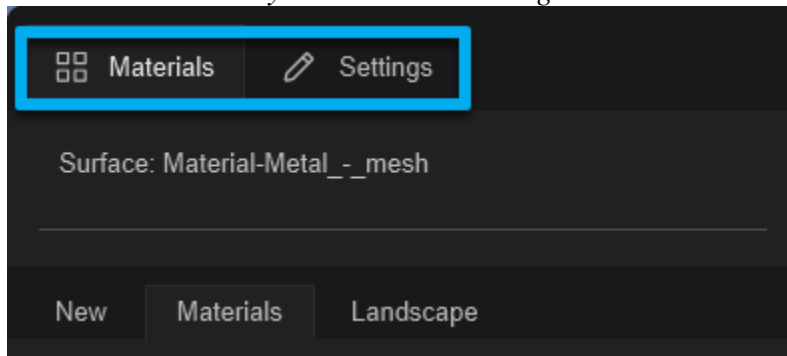 Materials Settings
Surface: Material-Metal_-_mesh
New Materials Landscape